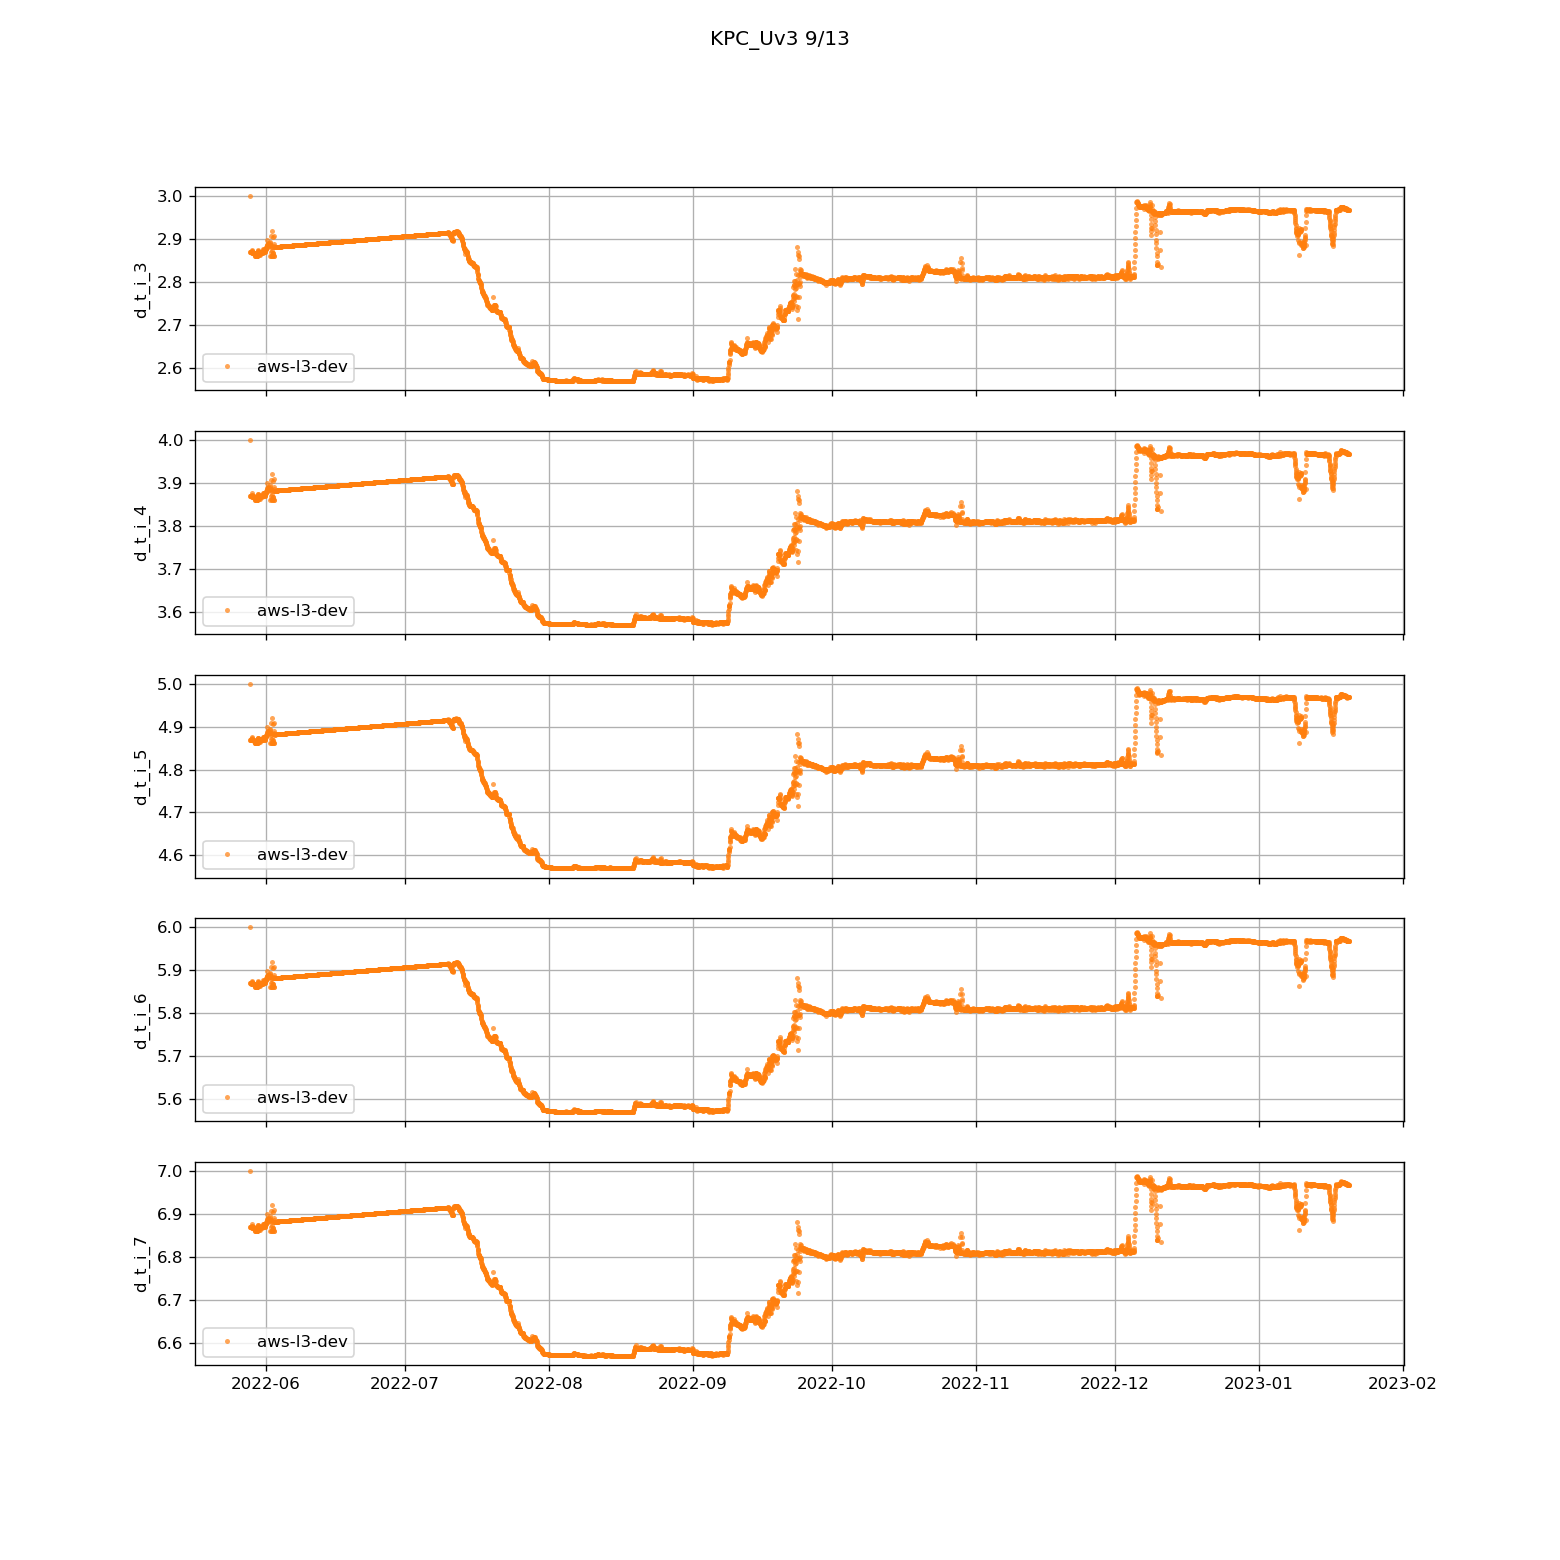 KPC_Uv3 9/13
3.0
2.9
2.8
2.7
2.6
d_t_i_3
aws-l3-dev
4.0
3.9
3.8
3.7
3.6
d_t_i_4
aws-l3-dev
5.0
4.9
4.8
4.7
4.6
d_t_i_5
aws-l3-dev
6.0
5.9
5.8
5.7
5.6
d_t_i_6
aws-l3-dev
7.0
6.9
6.8
6.7
6.6
d_t_i_7
aws-l3-dev
2022-06 2022-07 2022-08 2022-09 2022-10 2022-11 2022-12 2023-01 2023-02